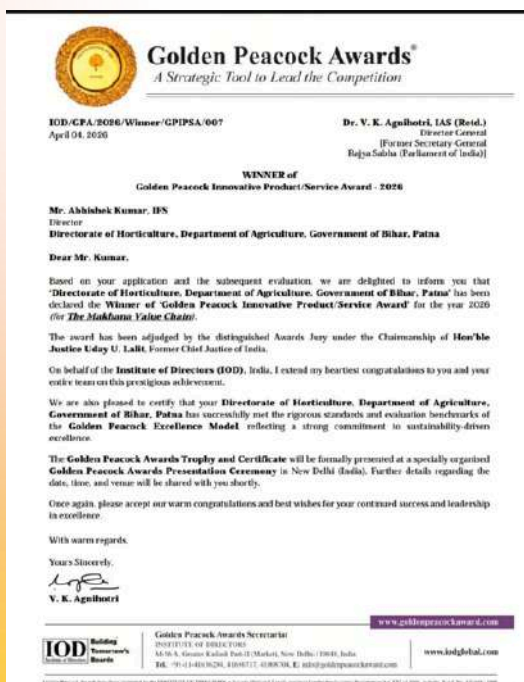 Golden Peacock Awards®
A Strategic Tool to Lead the Competition
IOD/GPA/2026/Winner/GPIPSA/007
April 04, 2026
Dr. V. K. Agnihotri, IAS (Retd.)
Director General
[Former Secretary-General
Rajya Sabha (Parliament of India)]
WINNER of
Golden Peacock Innovative Product/Service Award - 2026
Mr. Abhishek Kumar, IFS
Director
Directorate of Horticulture, Department of Agriculture, Government of Bihar, Patna
Dear Mr. Kumar,
Based on your application and the subsequent evaluation, we are delighted to inform you that
'Directorate of Horticulture, Department of Agriculture, Government of Bihar, Patna' has been
declared the Winner of 'Golden Peacock Innovative Product/Service Award' for the year 2026
(for The Makhana Value Chain).
The award has been adjudged by the distinguished Awards Jury under the Chairmanship of Hon'ble
Justice Uday U. Lalit, Former Chief Justice of India.
On behalf of the Institute of Directors (IOD), India, I extend my heartiest congratulations to you and your
entire team on this prestigious achievement.
We are also pleased to certify that your Directorate of Horticulture, Department of Agriculture,
Government of Bihar, Patna has successfully met the rigorous standards and evaluation benchmarks of
the Golden Peacock Excellence Model, reflecting a strong commitment to sustainability-driven
excellence.
The Golden Peacock Awards Trophy and Certificate will be formally presented at a specially organised
Golden Peacock Awards Presentation Ceremony in New Delhi (India). Further details regarding the
date, time, and venue will be shared with you shortly.
Once again, please accept our warm congratulations and best wishes for your continued success and leadership
in excellence.
With warm regards,
Yours Sincerely,
V. K. Agnihotri
www.goldenpeacockaward.com
IOD
Building
Tomorrow's
Boards
Golden Peacock Awards Secretariat
INSTITUTE OF DIRECTORS
Greater Kailash Part-II (Market), New Delhi - 110048, India
www.iodglobal.com